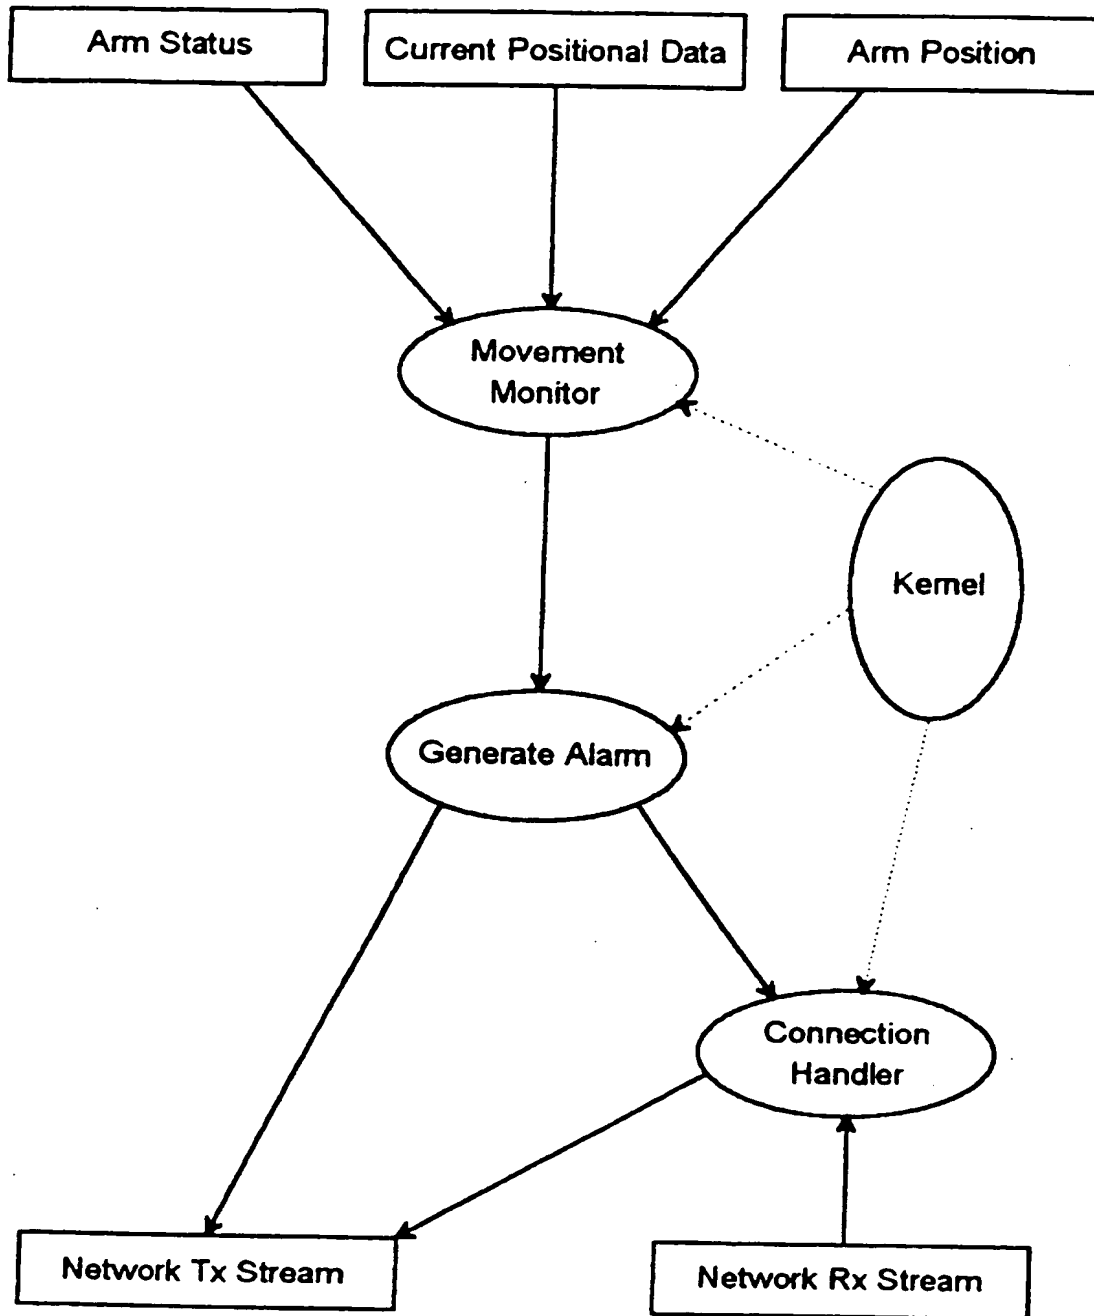 Arm Status
Current Positional Data
Arm Position
Movement
Monitor
Kernel
Generate Alarm
Connection
Handler
Network Tx Stream
Network Rx Stream